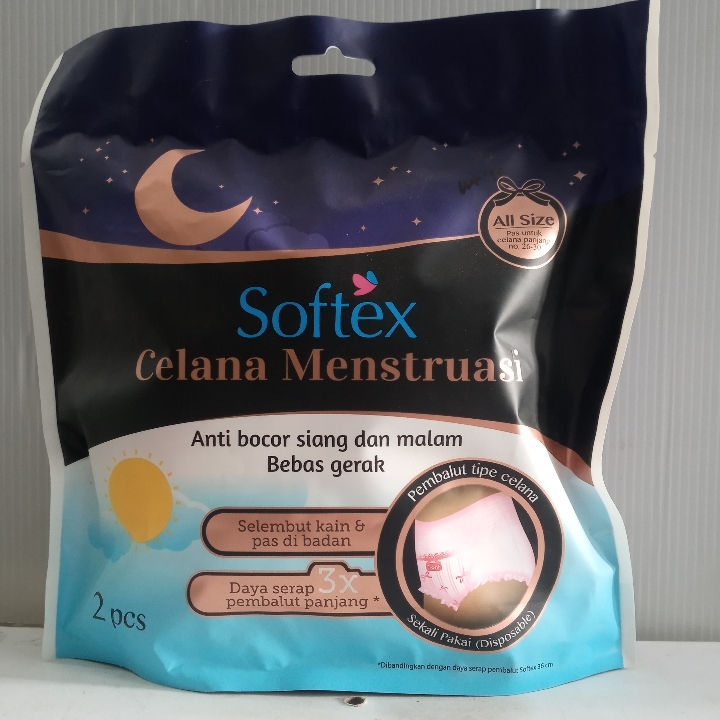 All Size
Pas untuk
celana panjang
no. 26-30
Softex
Celana Menstruasi
Anti bocor siang dan malam
Bebas gerak
Pembalut tipe celana
Selembut kain &
pas di badan
Daya serap 3x
pembalut panjang *
Sekali Pakai (Disposable)
2 pcs
*Dibandingkan dengan daya serap pembalut Softex 36 cm